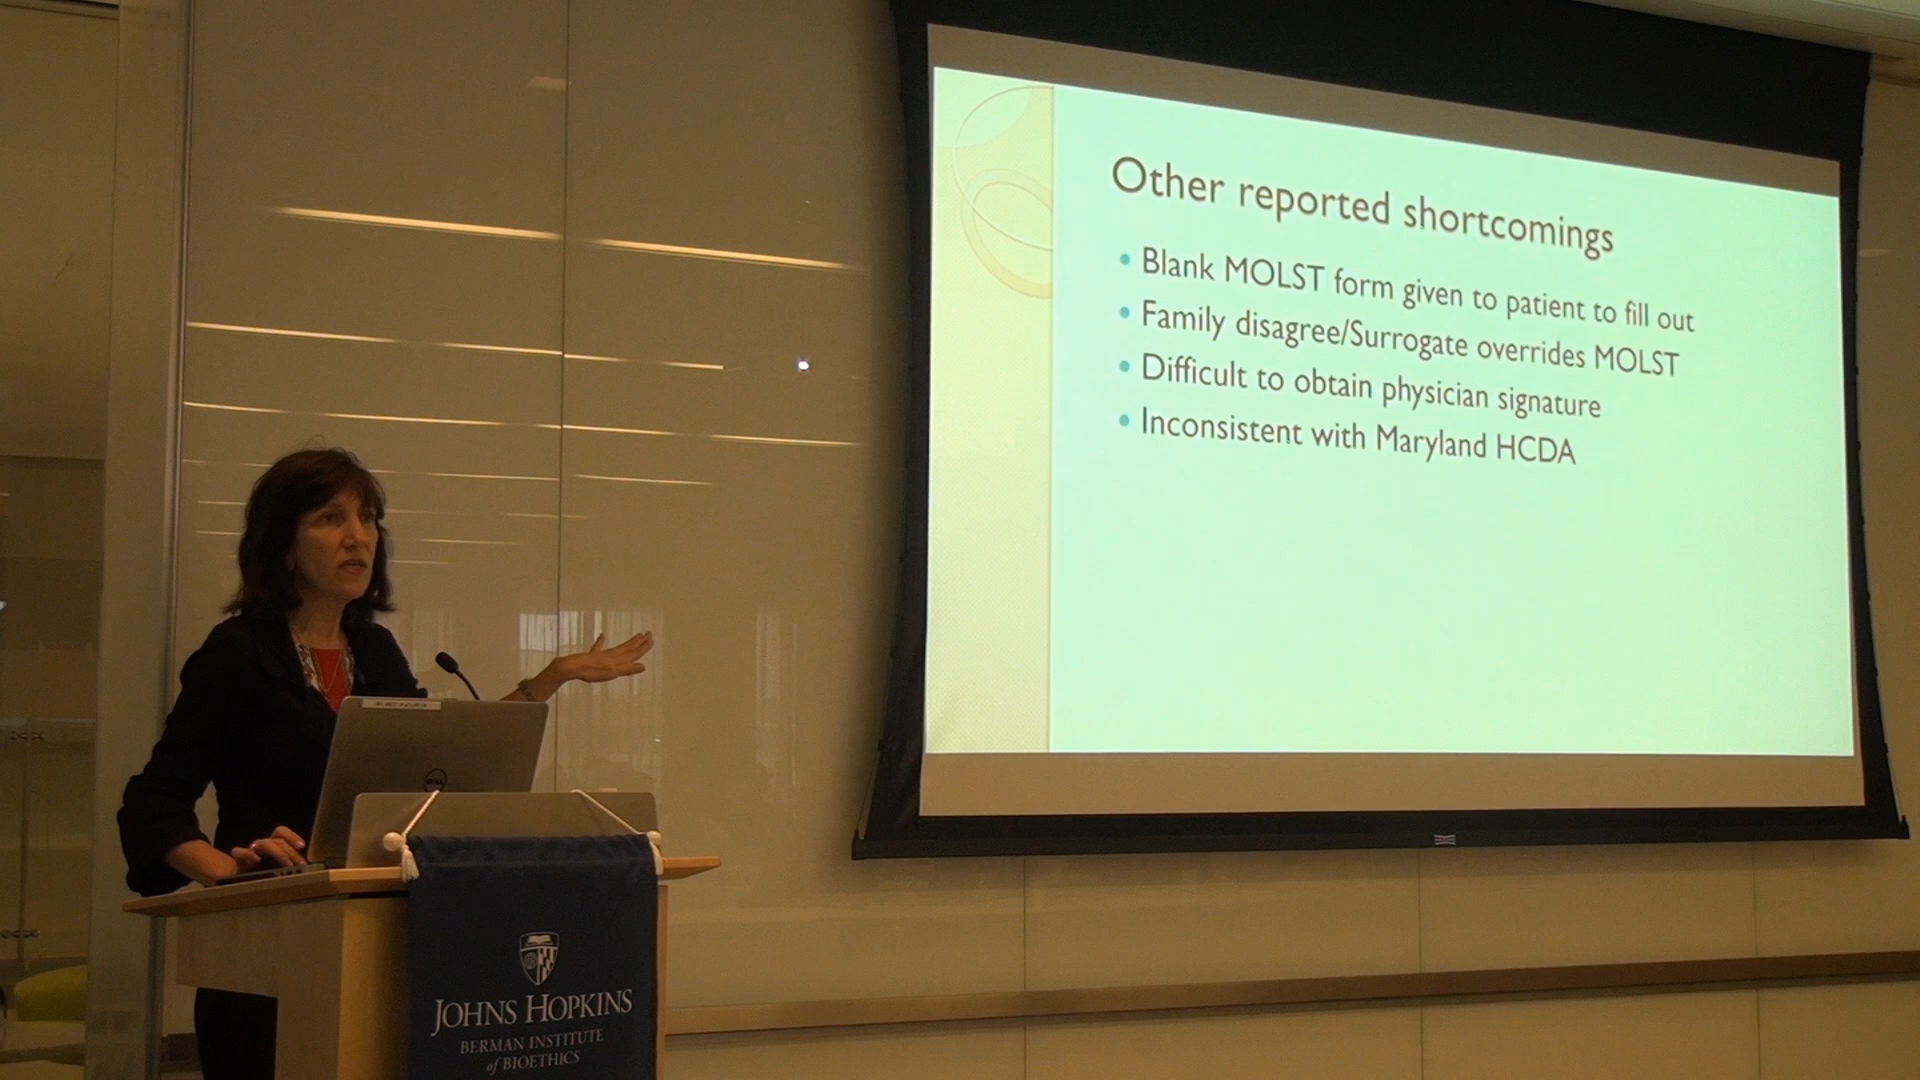 Other reported shortcomings
• Blank MOLST form given to patient to fill out
• Family disagree/Surrogate overrides MOLST
• Difficult to obtain physician signature
• Inconsistent with Maryland HCDA
DELL
JOHNS HOPKINS
BERMAN INSTITUTE
of BIOETHICS